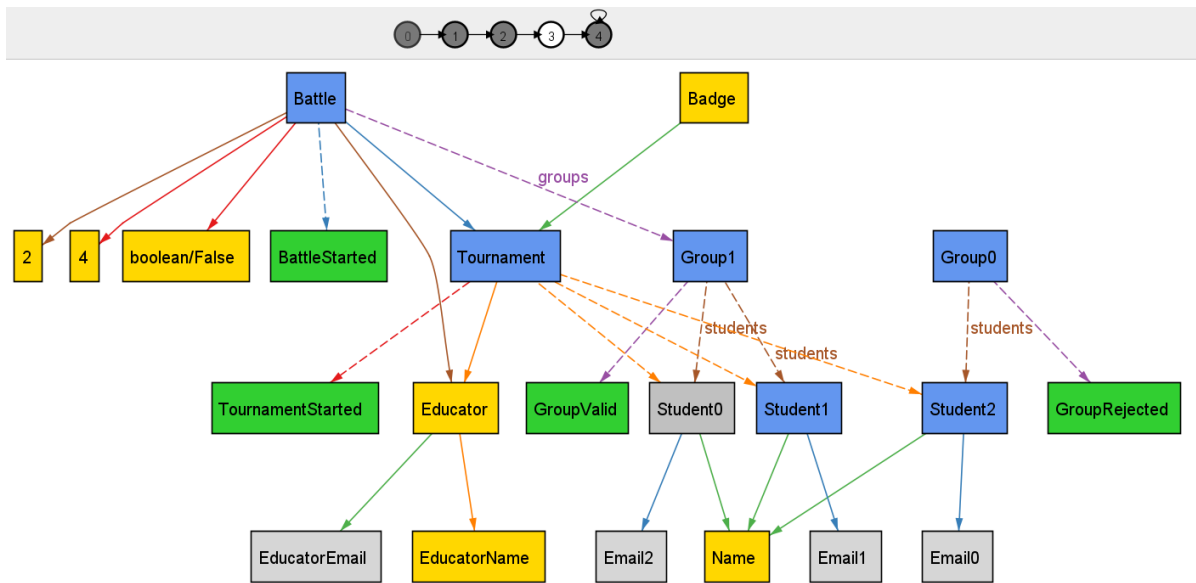 0
1
2
3
4
Battle
Badge
groups
2
4
boolean/False
BattleStarted
Tournament
Group1
Group0
students
students
students
TournamentStarted
Educator
GroupValid
Student0
Student1
Student2
GroupRejected
EducatorEmail
EducatorName
Email2
Name
Email1
Email0